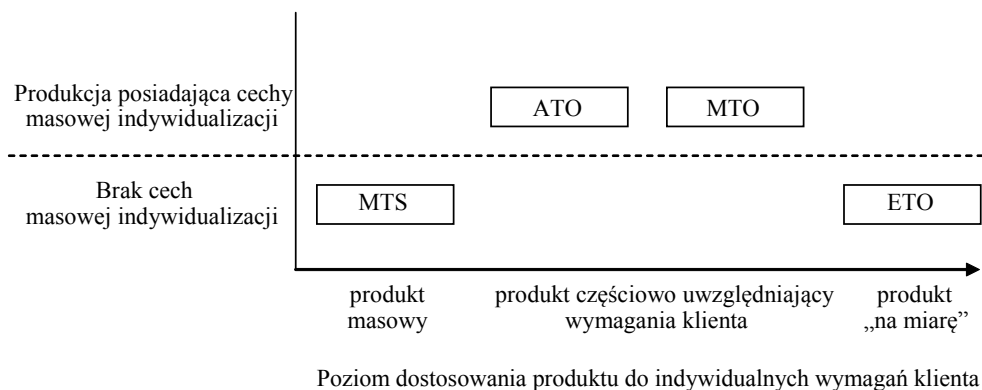 Produkcja posiadająca cechy
masowej indywidualizacji
ATO
MTO
Brak cech
masowej indywidualizacji
MTS
ETO
produkt
masowy
produkt częściowo uwzględniający
wymagania klienta
produkt
„na miarę”
Poziom dostosowania produktu do indywidualnych wymagań klienta